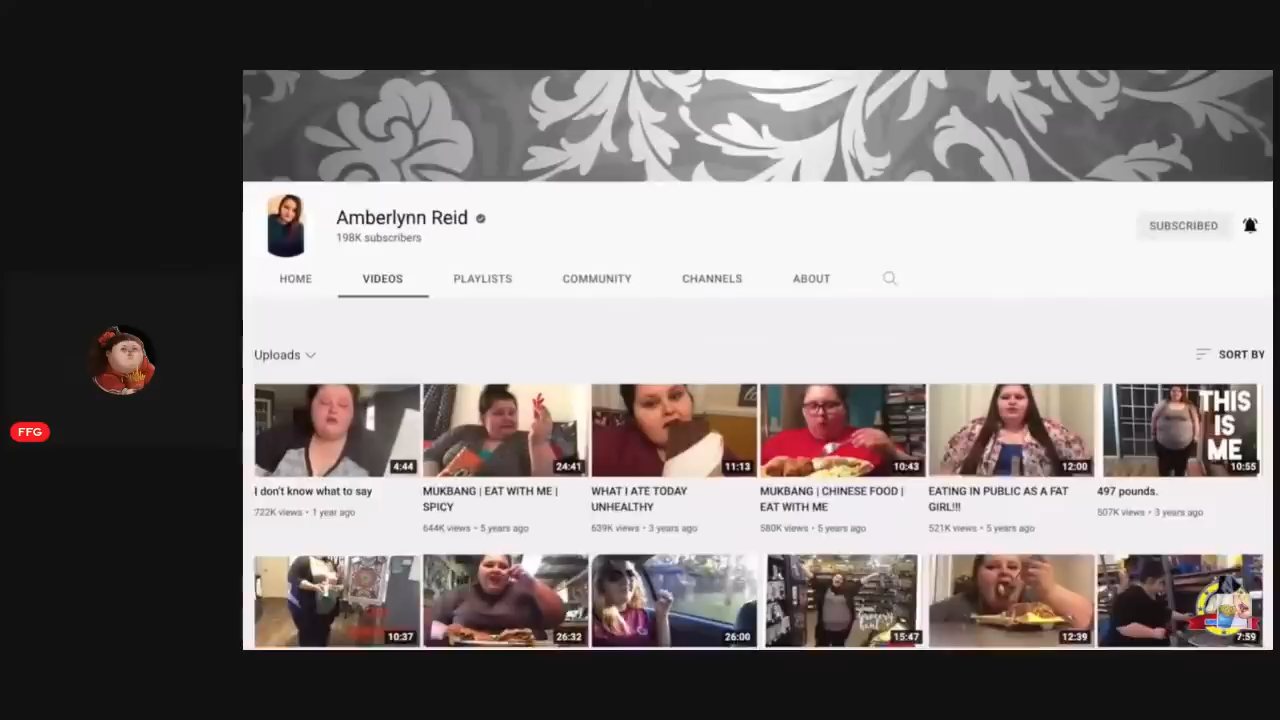 Amberlynn Reid
198K subscribers
SUBSCRIBED
HOME VIDEOS PLAYLISTS COMMUNITY CHANNELS ABOUT
Uploads
SORT BY
FFG
THIS
IS
ME
4:44 24:41 11:13 10:43 12:00 10:55
I don't know what to say
722K views • 1 year ago
MUKBANG | EAT WITH ME |
SPICY
644K views • 5 years ago
WHAT I ATE TODAY
UNHEALTHY
639K views • 3 years ago
MUKBANG | CHINESE FOOD |
EAT WITH ME
580K views • 5 years ago
EATING IN PUBLIC AS A FAT
GIRL!!!
521K views • 5 years ago
497 pounds.
507K views • 3 years ago
Grocery
haul
10:37 26:32 26:00 15:47 12:39 7:59